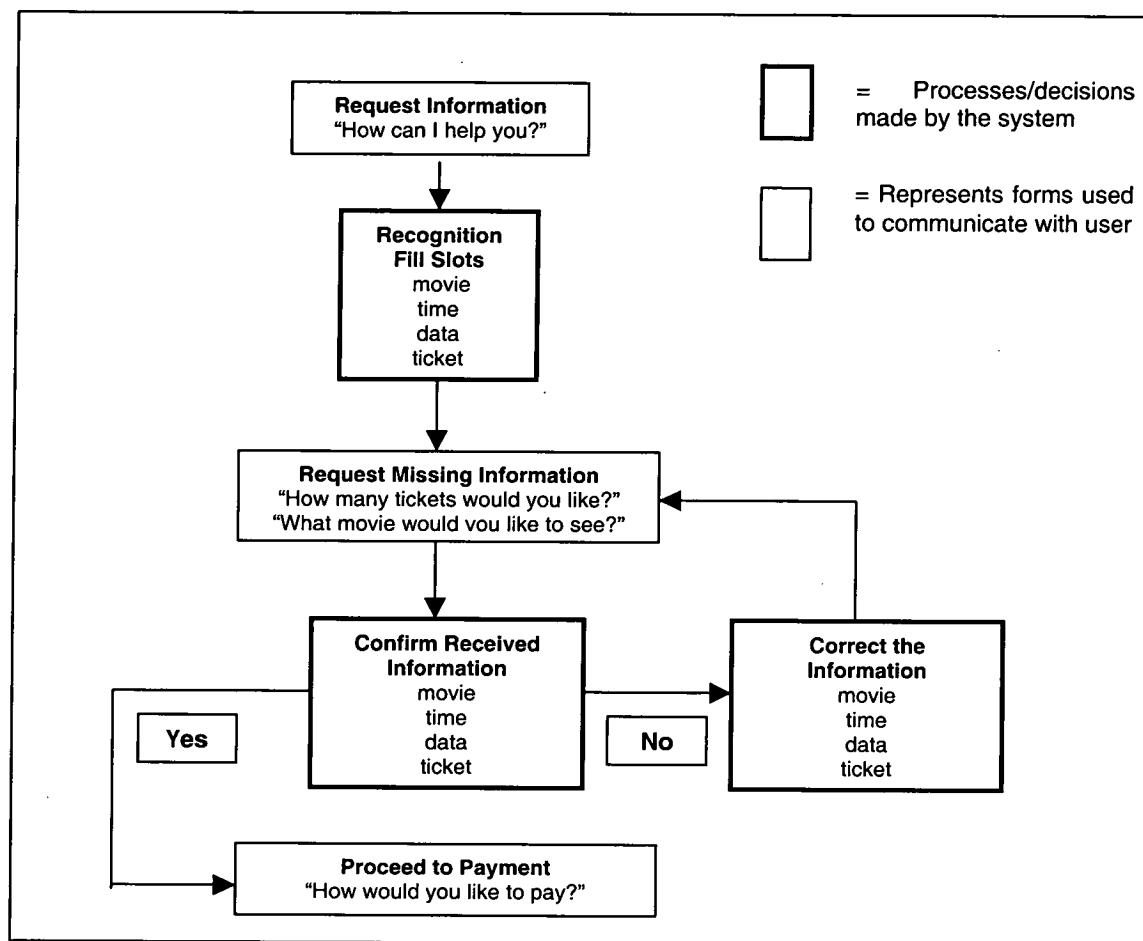 Request Information
“How can I help you?”
= Processes/decisions
made by the system
= Represents forms used
to communicate with user
Recognition
Fill Slots
movie
time
data
ticket
Request Missing Information
“How many tickets would you like?”
“What movie would you like to see?”
Confirm Received
Information
movie
time
data
ticket
Correct the
Information
movie
time
data
ticket
Yes
No
Proceed to Payment
“How would you like to pay?”